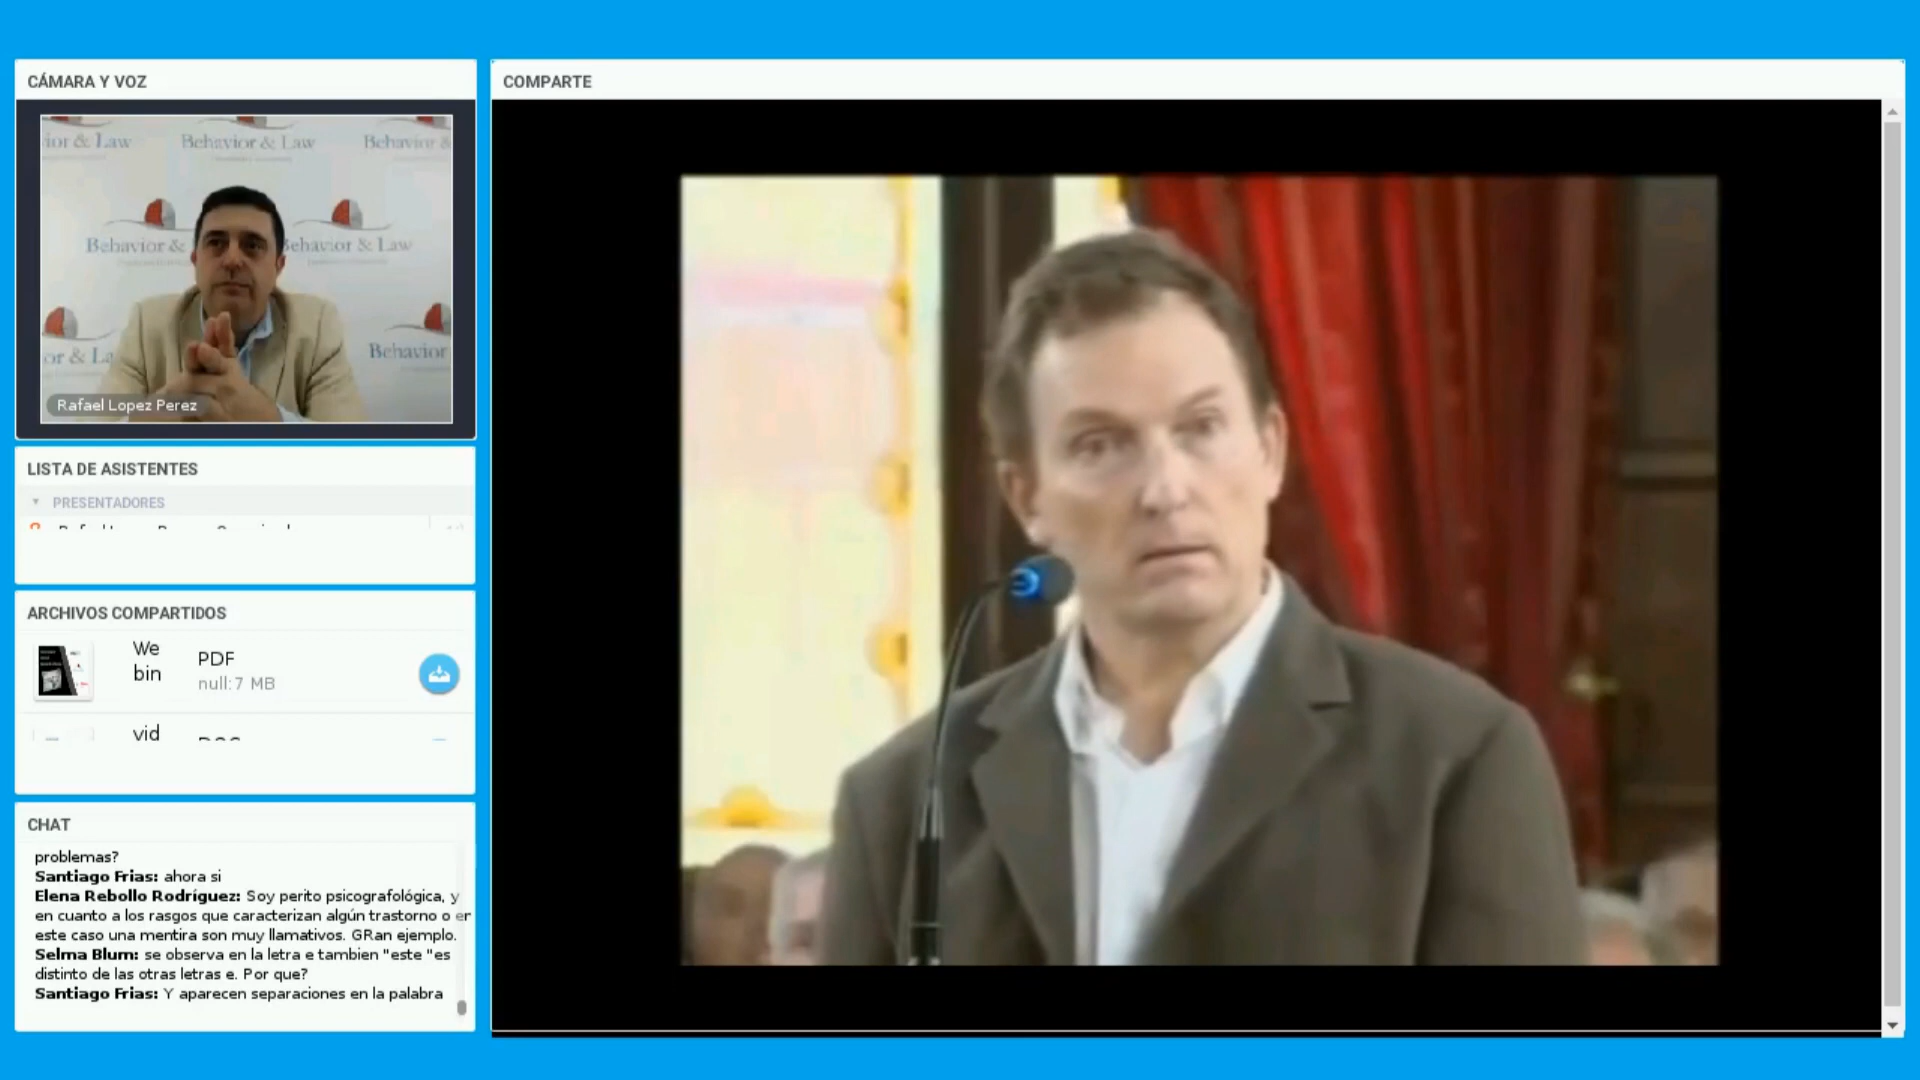 CÁMARA Y VOZ
ior & Law Behavior & Law Behavior &
Behavior & Behavior & Law
or & La Behavior
Rafael Lopez Perez
LISTA DE ASISTENTES
PRESENTADORES
ARCHIVOS COMPARTIDOS
We
bin
PDF
null:7 MB
vid
CHAT
problemas?
Santiago Frias: ahora si
Elena Rebollo Rodríguez: Soy perito psicografológica, y
en cuanto a los rasgos que caracterizan algún trastorno o en
este caso una mentira son muy llamativos. GRan ejemplo.
Selma Blum: se observa en la letra e tambien "este "es
distinto de las otras letras e. Por que?
Santiago Frias: Y aparecen separaciones en la palabra
COMPARTE